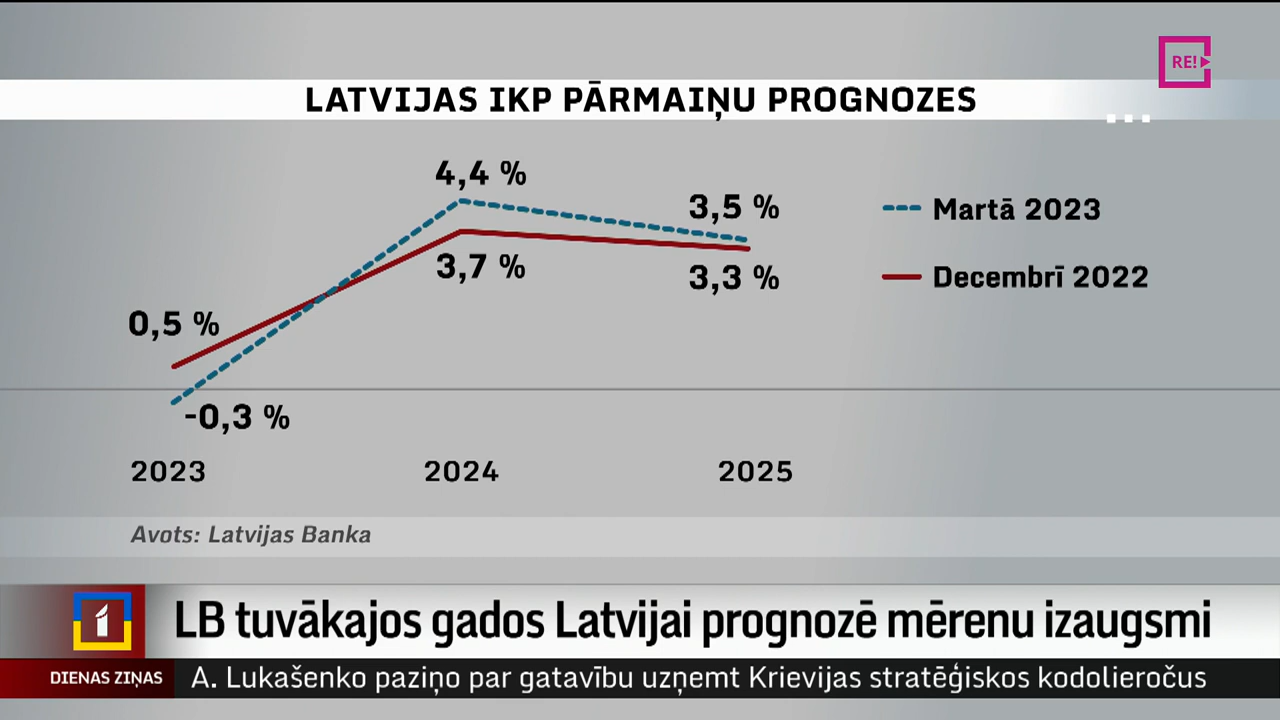 RE!
LATVIJAS IKP PĀRMAIŅU PROGNOZES
4,4 %
3,5 %
Martā 2023
3,7 %
3,3 %
Decembrī 2022
0,5 %
-0,3 %
2023 2024 2025
Avots: Latvijas Banka
1 LB tuvākajos gados Latvijai prognozē mērenu izaugsmi
DIENAS ZIŅAS A. Lukašenko paziņo par gatavību uzņemt Krievijas stratēģiskos kodolieročus